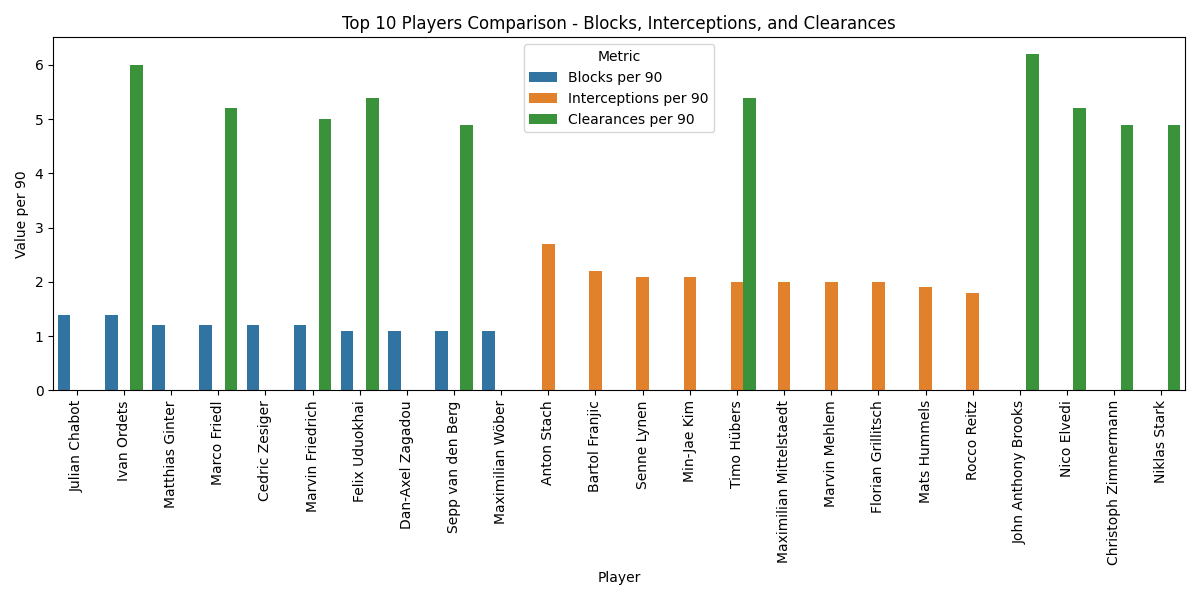 Top 10 Players Comparison - Blocks, Interceptions, and Clearances
Metric
Blocks per 90
Interceptions per 90
Clearances per 90
Value per 90
6
5
4
3
2
1
0
Julian Chabot
Ivan Ordets
Matthias Ginter
Marco Friedl
Cedric Zesiger
Marvin Friedrich
Felix Uduokhai
Dan-Axel Zagadou
Sepp van den Berg
Maximilian Wöber
Anton Stach
Bartol Franjic
Senne Lynen
Min-Jae Kim
Timo Hübers
Maximilian Mittelstaedt
Marvin Mehlem
Florian Grillitsch
Mats Hummels
Rocco Reitz
John Anthony Brooks
Nico Elvedi
Christoph Zimmermann
Niklas Stark
Player